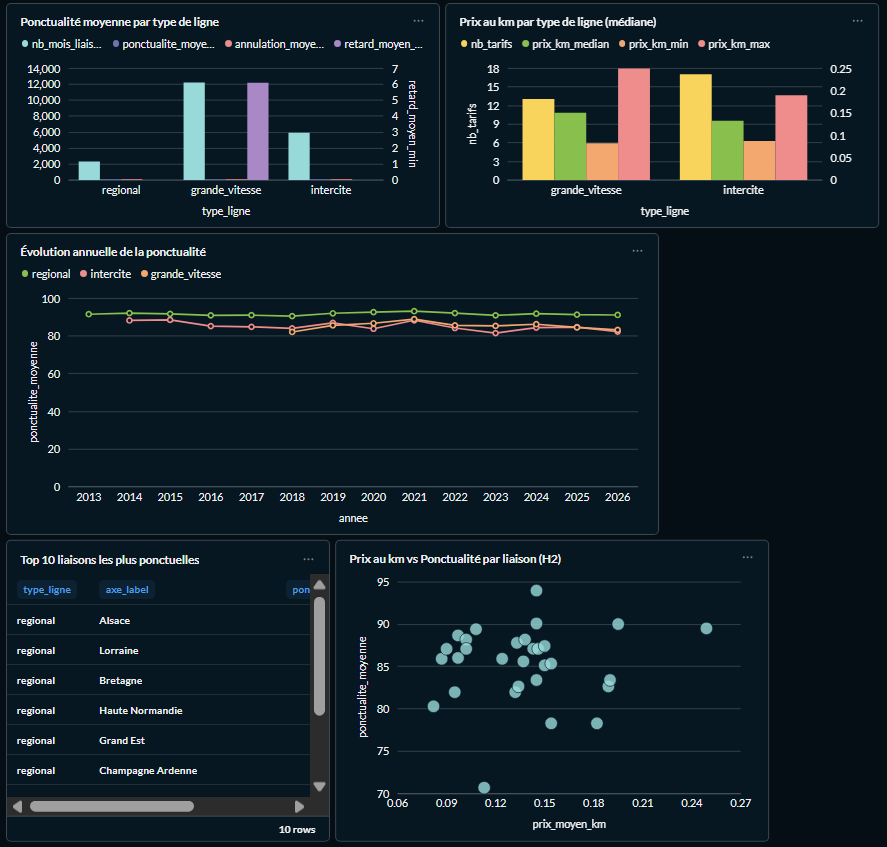 Ponctualité moyenne par type de ligne
nb_mois_liais... ponctualite_moye... annulation_moye... retard_moyen_...
14,000
12,000
10,000
8,000
6,000
4,000
2,000
0
7
6
5
4
3
2
1
0
retard_moyen_min
regional grande_vitesse intercite
type_ligne
Prix au km par type de ligne (médiane)
nb_tarifs prix_km_median prix_km_min prix_km_max
18
15
12
9
6
3
0
nb_tarifs
0.25
0.2
0.15
0.1
0.05
0
grande_vitesse intercite
type_ligne
Évolution annuelle de la ponctualité
regional intercite grande_vitesse
100
80
60
40
20
0
ponctualite_moyenne
2013 2014 2015 2016 2017 2018 2019 2020 2021 2022 2023 2024 2025 2026
annee
Top 10 liaisons les plus ponctuelles
type_ligne axe_label pon
regional Alsace
regional Lorraine
regional Bretagne
regional Haute Normandie
regional Grand Est
regional Champagne Ardenne
10 rows
Prix au km vs Ponctualité par liaison (H2)
95
90
85
80
75
70
ponctualite_moyenne
0.06 0.09 0.12 0.15 0.18 0.21 0.24 0.27
prix_moyen_km